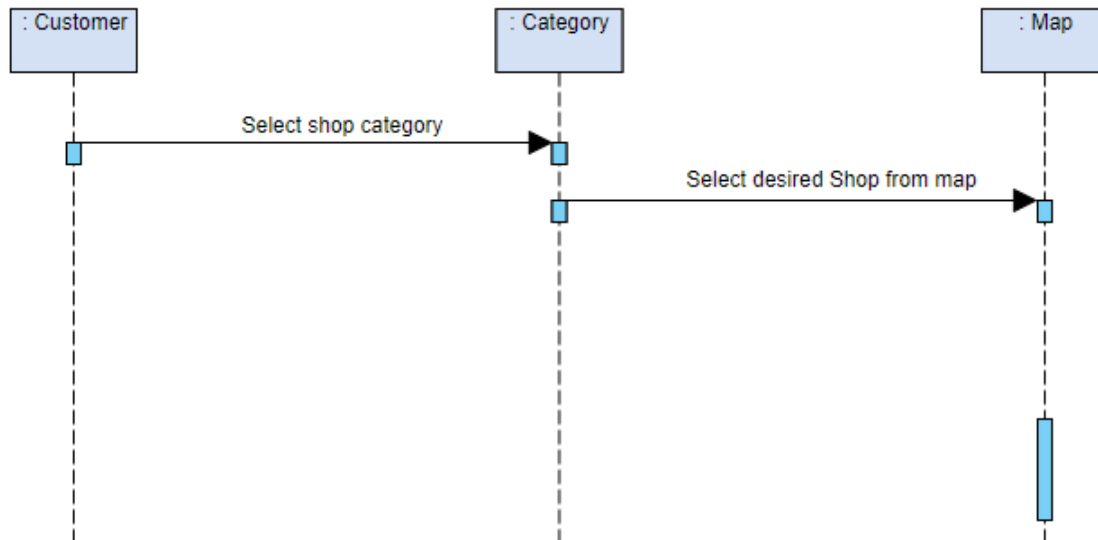 : Customer
: Category
: Map
Select shop category
Select desired Shop from map